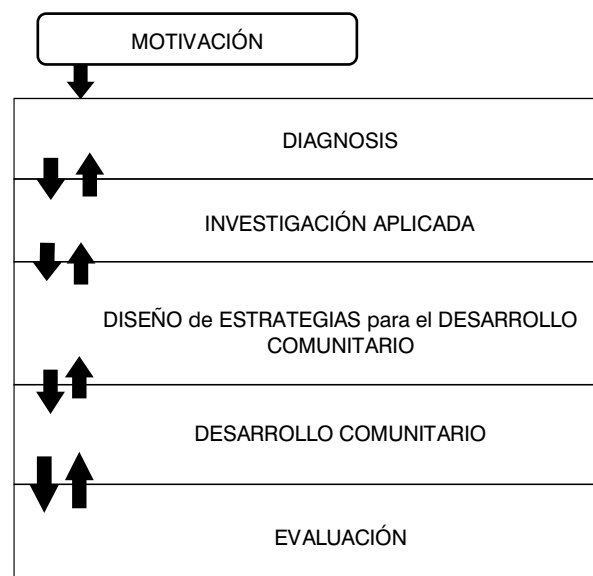 MOTIVACIÓN
DIAGNOSIS
INVESTIGACIÓN APLICADA
DISEÑO de ESTRATEGIAS para el DESARROLLO
COMUNITARIO
DESARROLLO COMUNITARIO
EVALUACIÓN